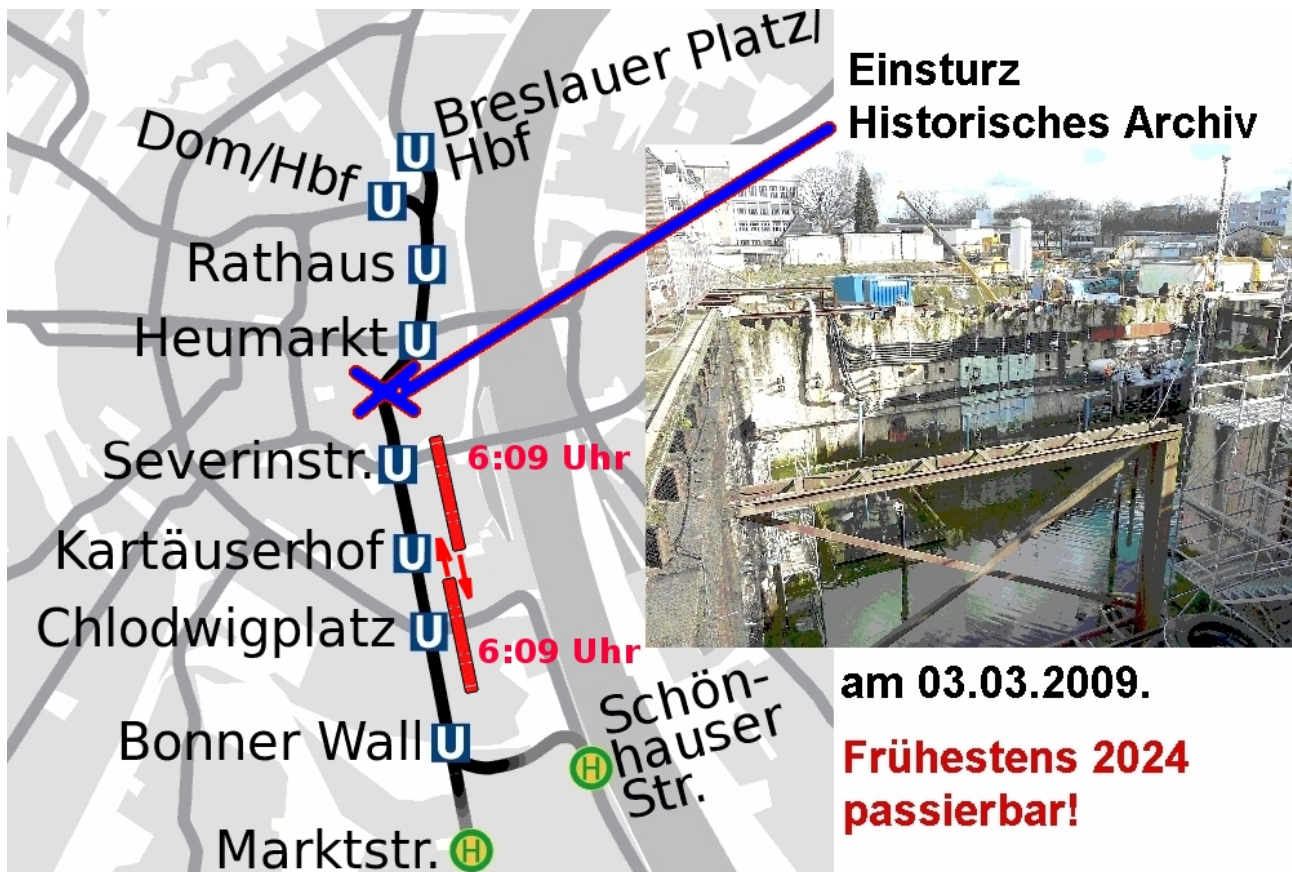 Breslauer Platz/
Hbf
Dom/Hbf
U
U
Rathaus U
Heumarkt U
Severinstr. U
6:09 Uhr
Kartäuserhof U
Chlodwigplatz U
6:09 Uhr
Bonner Wall U
Schön-
hauser
Str.
H
Marktstr. H
Einsturz
Historisches Archiv
am 03.03.2009.
Frühestens 2024
passierbar!